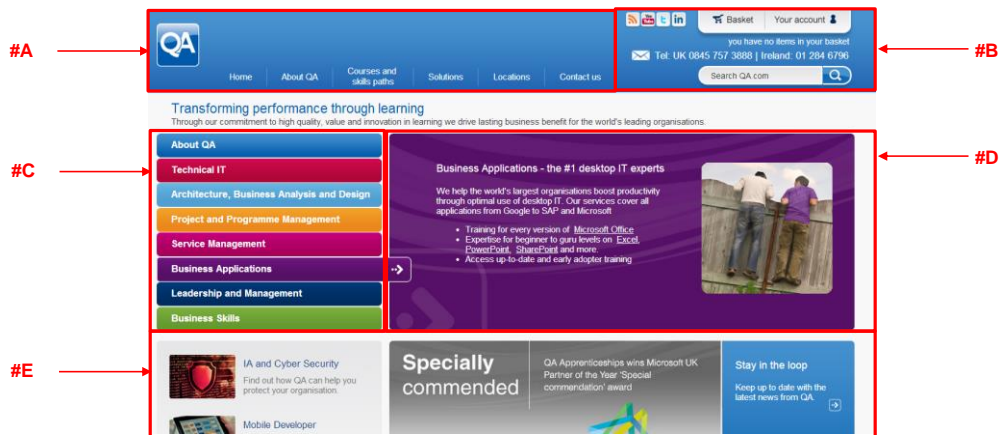 #A
QA
Home
About QA
Courses and
skills paths
Solutions
Locations
Contact us
Basket
Your account
you have no items in your basket
Tel: UK 0845 757 3888 | Ireland: 01 284 6796
Search QA.com
#B
Transforming performance through learning
Through our commitment to high quality, value and innovation in learning we drive lasting business benefit for the world's leading organisations.
#C
About QA
Technical IT
Architecture, Business Analysis and Design
Project and Programme Management
Service Management
Business Applications
Leadership and Management
Business Skills
#D
Business Applications - the #1 desktop IT experts
We help the world's largest organisations boost productivity
through optimal use of desktop IT. Our services cover all
applications from Google to SAP and Microsoft
• Training for every version of Microsoft Office
• Expertise for beginner to guru levels on Excel,
PowerPoint, SharePoint and more.
• Access up-to-date and early adopter training
#E
IA and Cyber Security
Find out how QA can help you
protect your organisation.
Mobile Developer
Specially
commended
QA Apprenticeships wins Microsoft UK
Partner of the Year 'Special
commendation' award
Stay in the loop
Keep up to date with the
latest news from QA.